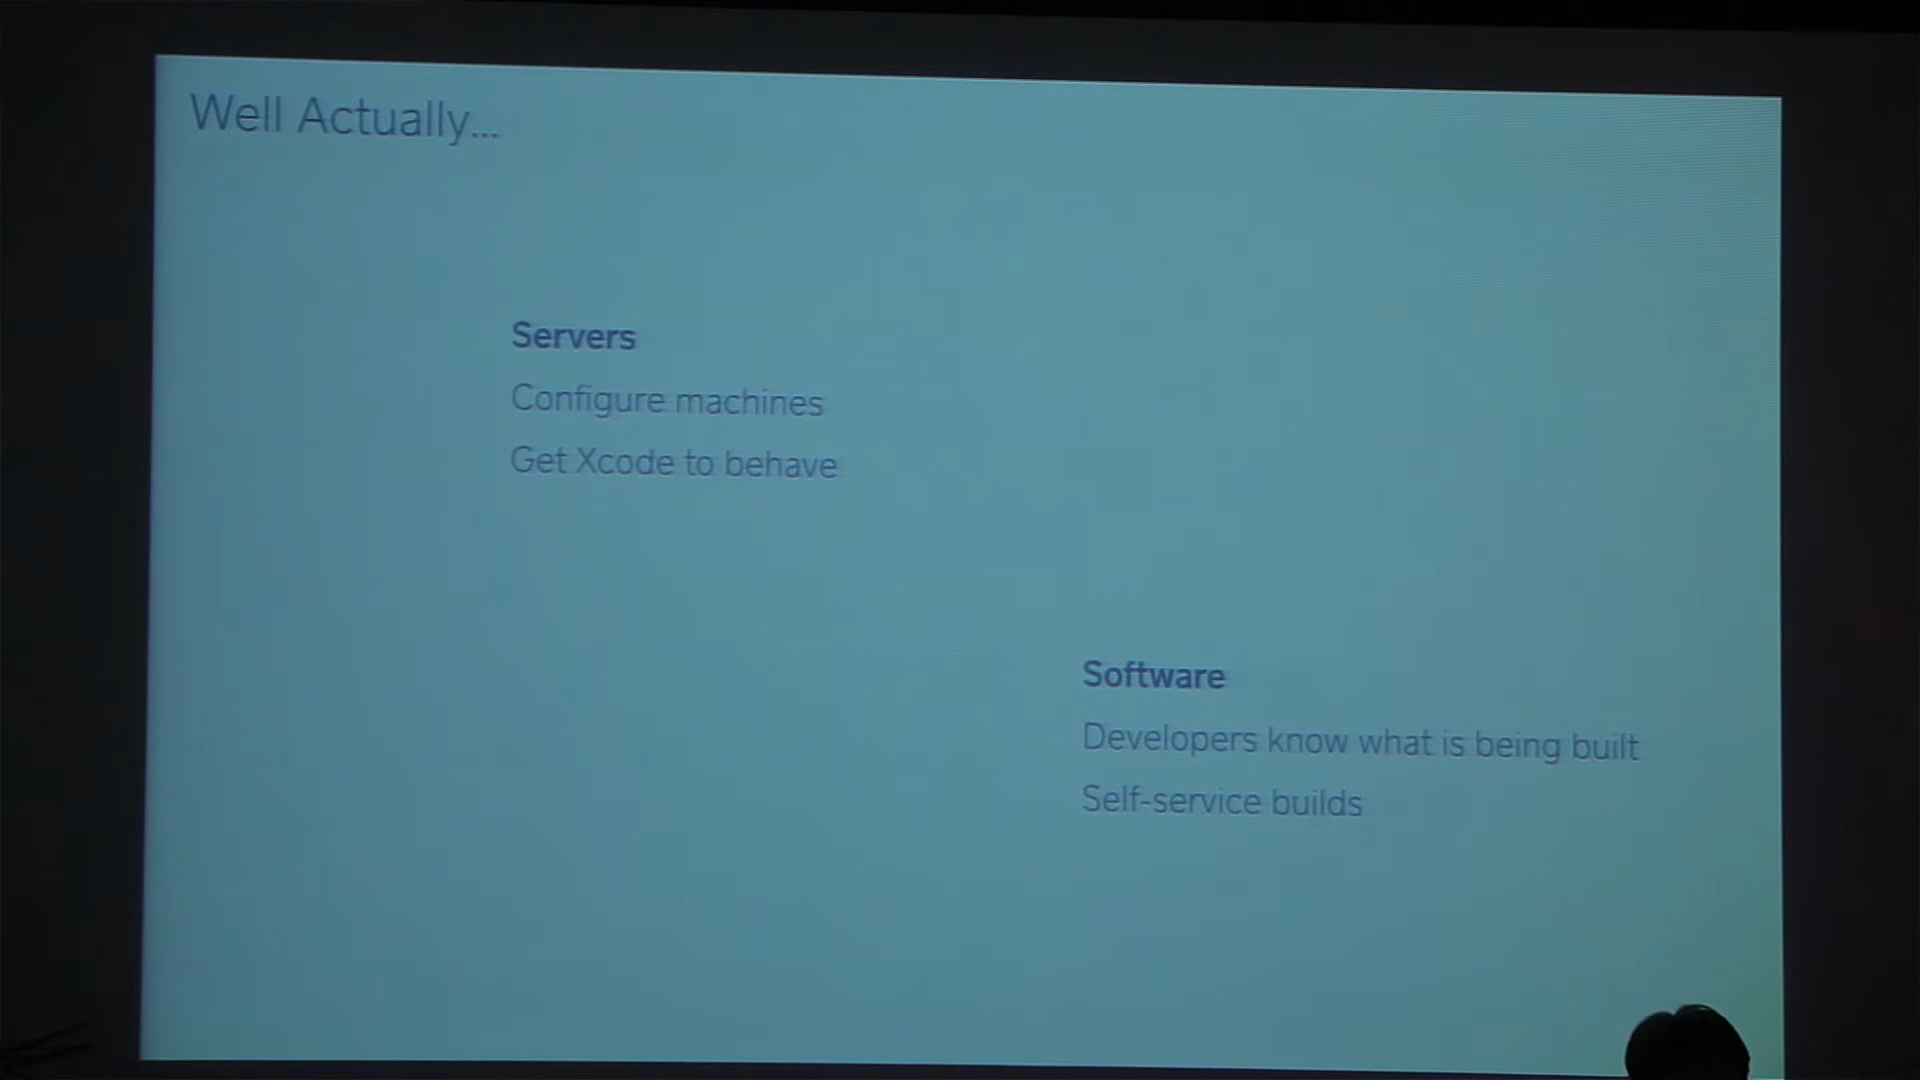 Well Actually...
Servers
Configure machines
Get Xcode to behave
Software
Developers know what is being built
Self-service builds